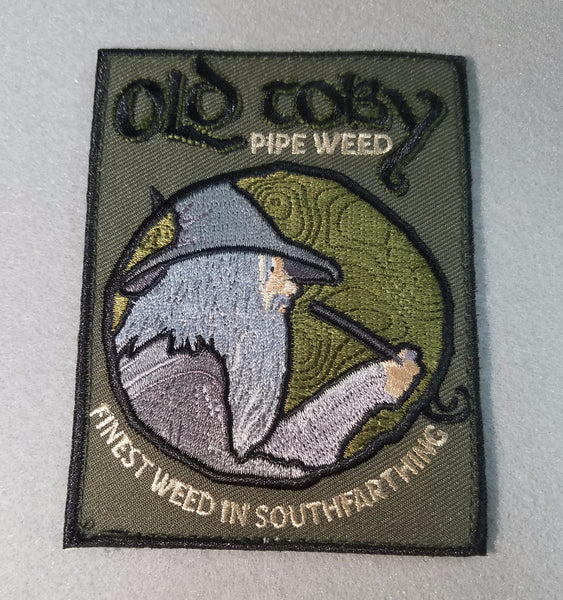 OLD TOBY
PIPE WEED
FINEST WEED IN SOUTHFARTHING